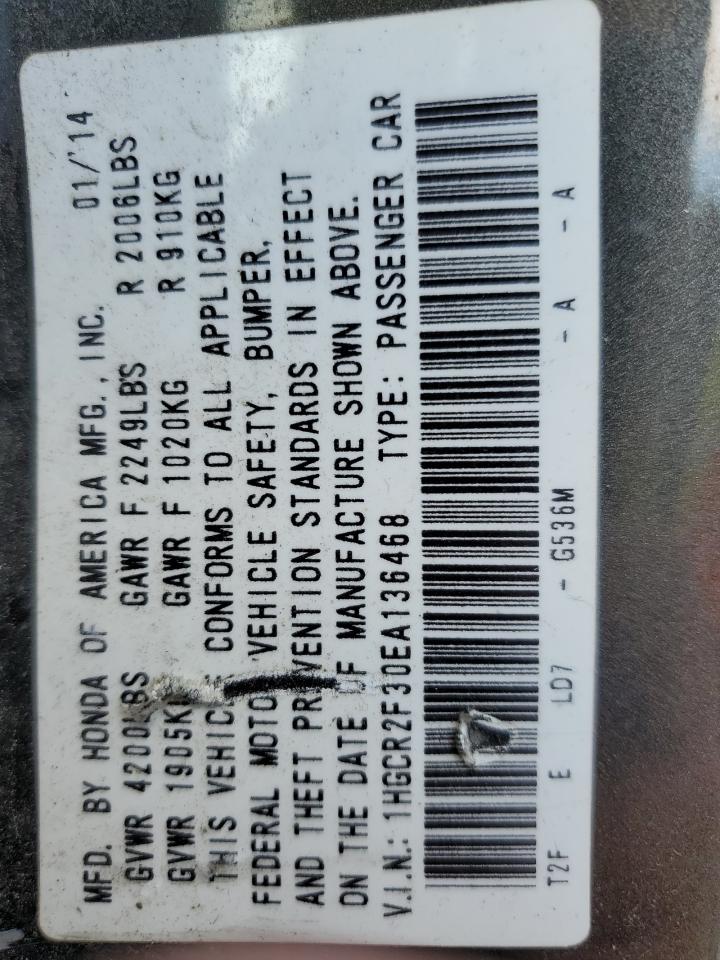 MFD. BY HONDA OF AMERICA MFG., INC. 01/'14
GVWR 4200LBS GAWR F 2249LBS R 2006LBS
GVWR 1905KG GAWR F 1020KG R 910KG
THIS VEHICLE CONFORMS TO ALL APPLICABLE
FEDERAL MOTOR VEHICLE SAFETY, BUMPER,
AND THEFT PREVENTION STANDARDS IN EFFECT
ON THE DATE OF MANUFACTURE SHOWN ABOVE.
V.I.N.: 1HGCR2F30EA136468 TYPE: PASSENGER CAR
T2F E LD7 - G536M - A - A